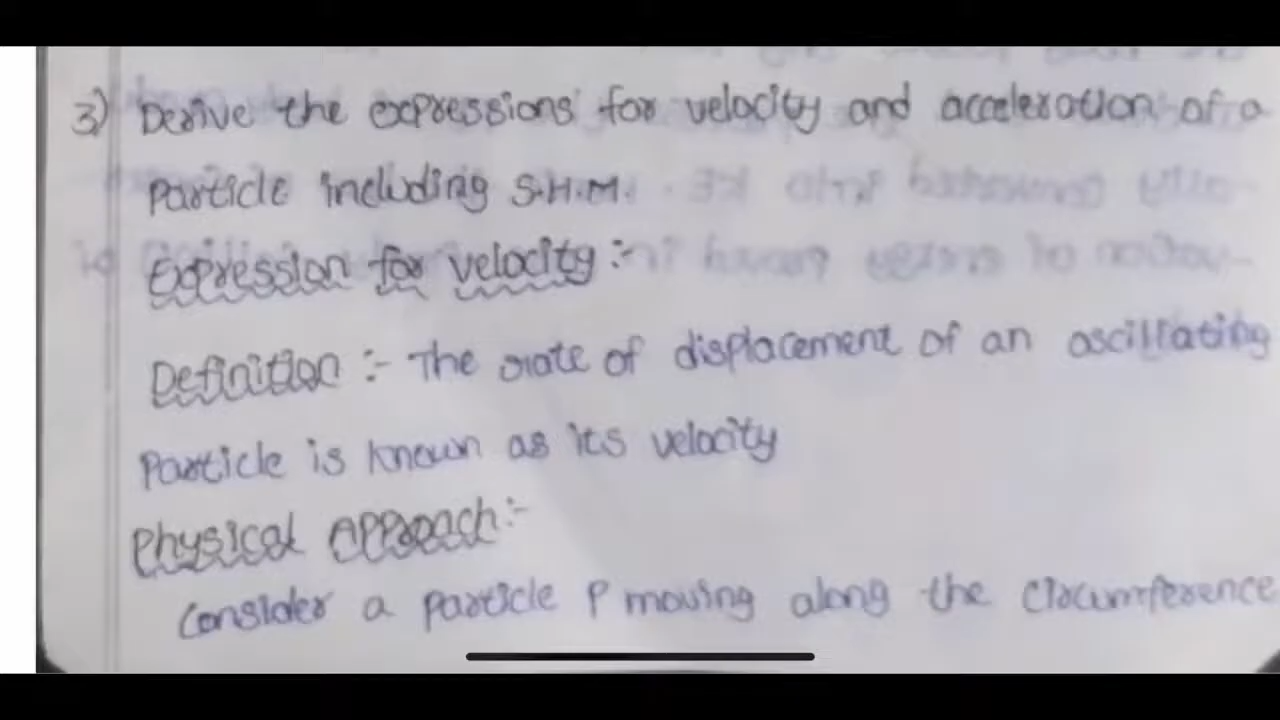 3) Derive the expressions for velocity and acceleration of a
Particle including S.H.M.
Expression for velocity :-
Definition :- The rate of displacement of an oscillating
Particle is known as its velocity
Physical Approach :-
Consider a particle P moving along the circumference